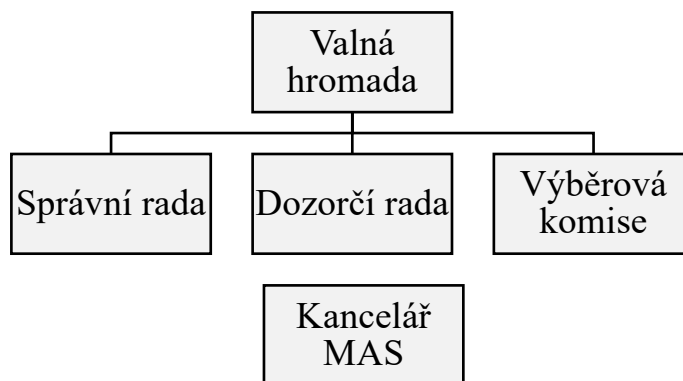 Valná
hromada
Správní rada
Dozorčí rada
Výběrová
komise
Kancelář
MAS